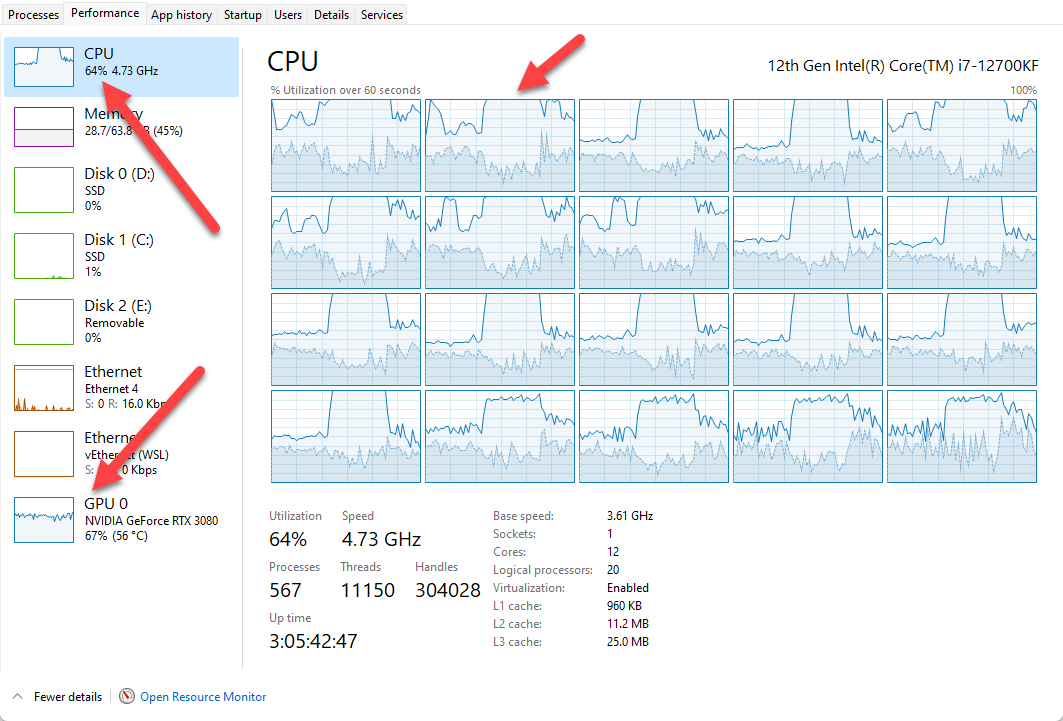 Processes Performance App history Startup Users Details Services
CPU
64% 4.73 GHz
Memory
28.7/63.8 GB (45%)
Disk 0 (D:)
SSD
0%
Disk 1 (C:)
SSD
1%
Disk 2 (E:)
Removable
0%
Ethernet
Ethernet 4
S: 0 R: 16.0 Kbps
Ethernet
vEthernet (WSL)
S: 0 Kbps
GPU 0
NVIDIA GeForce RTX 3080
67% (56 °C)
CPU
12th Gen Intel(R) Core(TM) i7-12700KF
% Utilization over 60 seconds 100%
Utilization Speed
64% 4.73 GHz
Processes Threads Handles
567 11150 304028
Up time
3:05:42:47
Base speed: 3.61 GHz
Sockets: 1
Cores: 12
Logical processors: 20
Virtualization: Enabled
L1 cache: 960 KB
L2 cache: 11.2 MB
L3 cache: 25.0 MB
Fewer details Open Resource Monitor